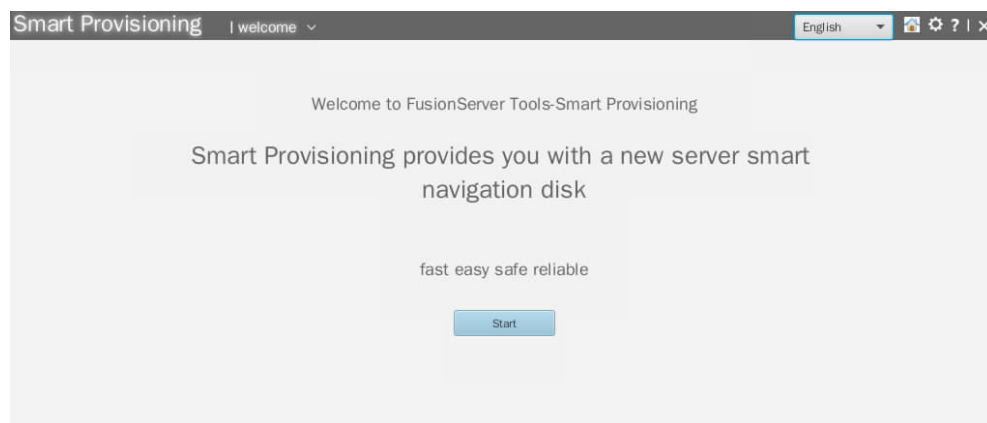 Smart Provisioning | welcome English ? | ×
Welcome to FusionServer Tools-Smart Provisioning
Smart Provisioning provides you with a new server smart
navigation disk
fast easy safe reliable
Start